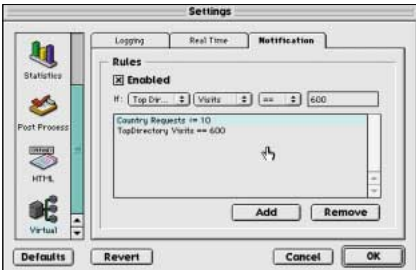 Settings
Logging
Real Time
Notification
Statistics
Rules
Enabled
If: Top Dir... Visits == 600
Post Process
Country Requests != 10
TopDirectory Visits == 600
HTML
Virtual
Add
Remove
Defaults
Revert
Cancel
OK